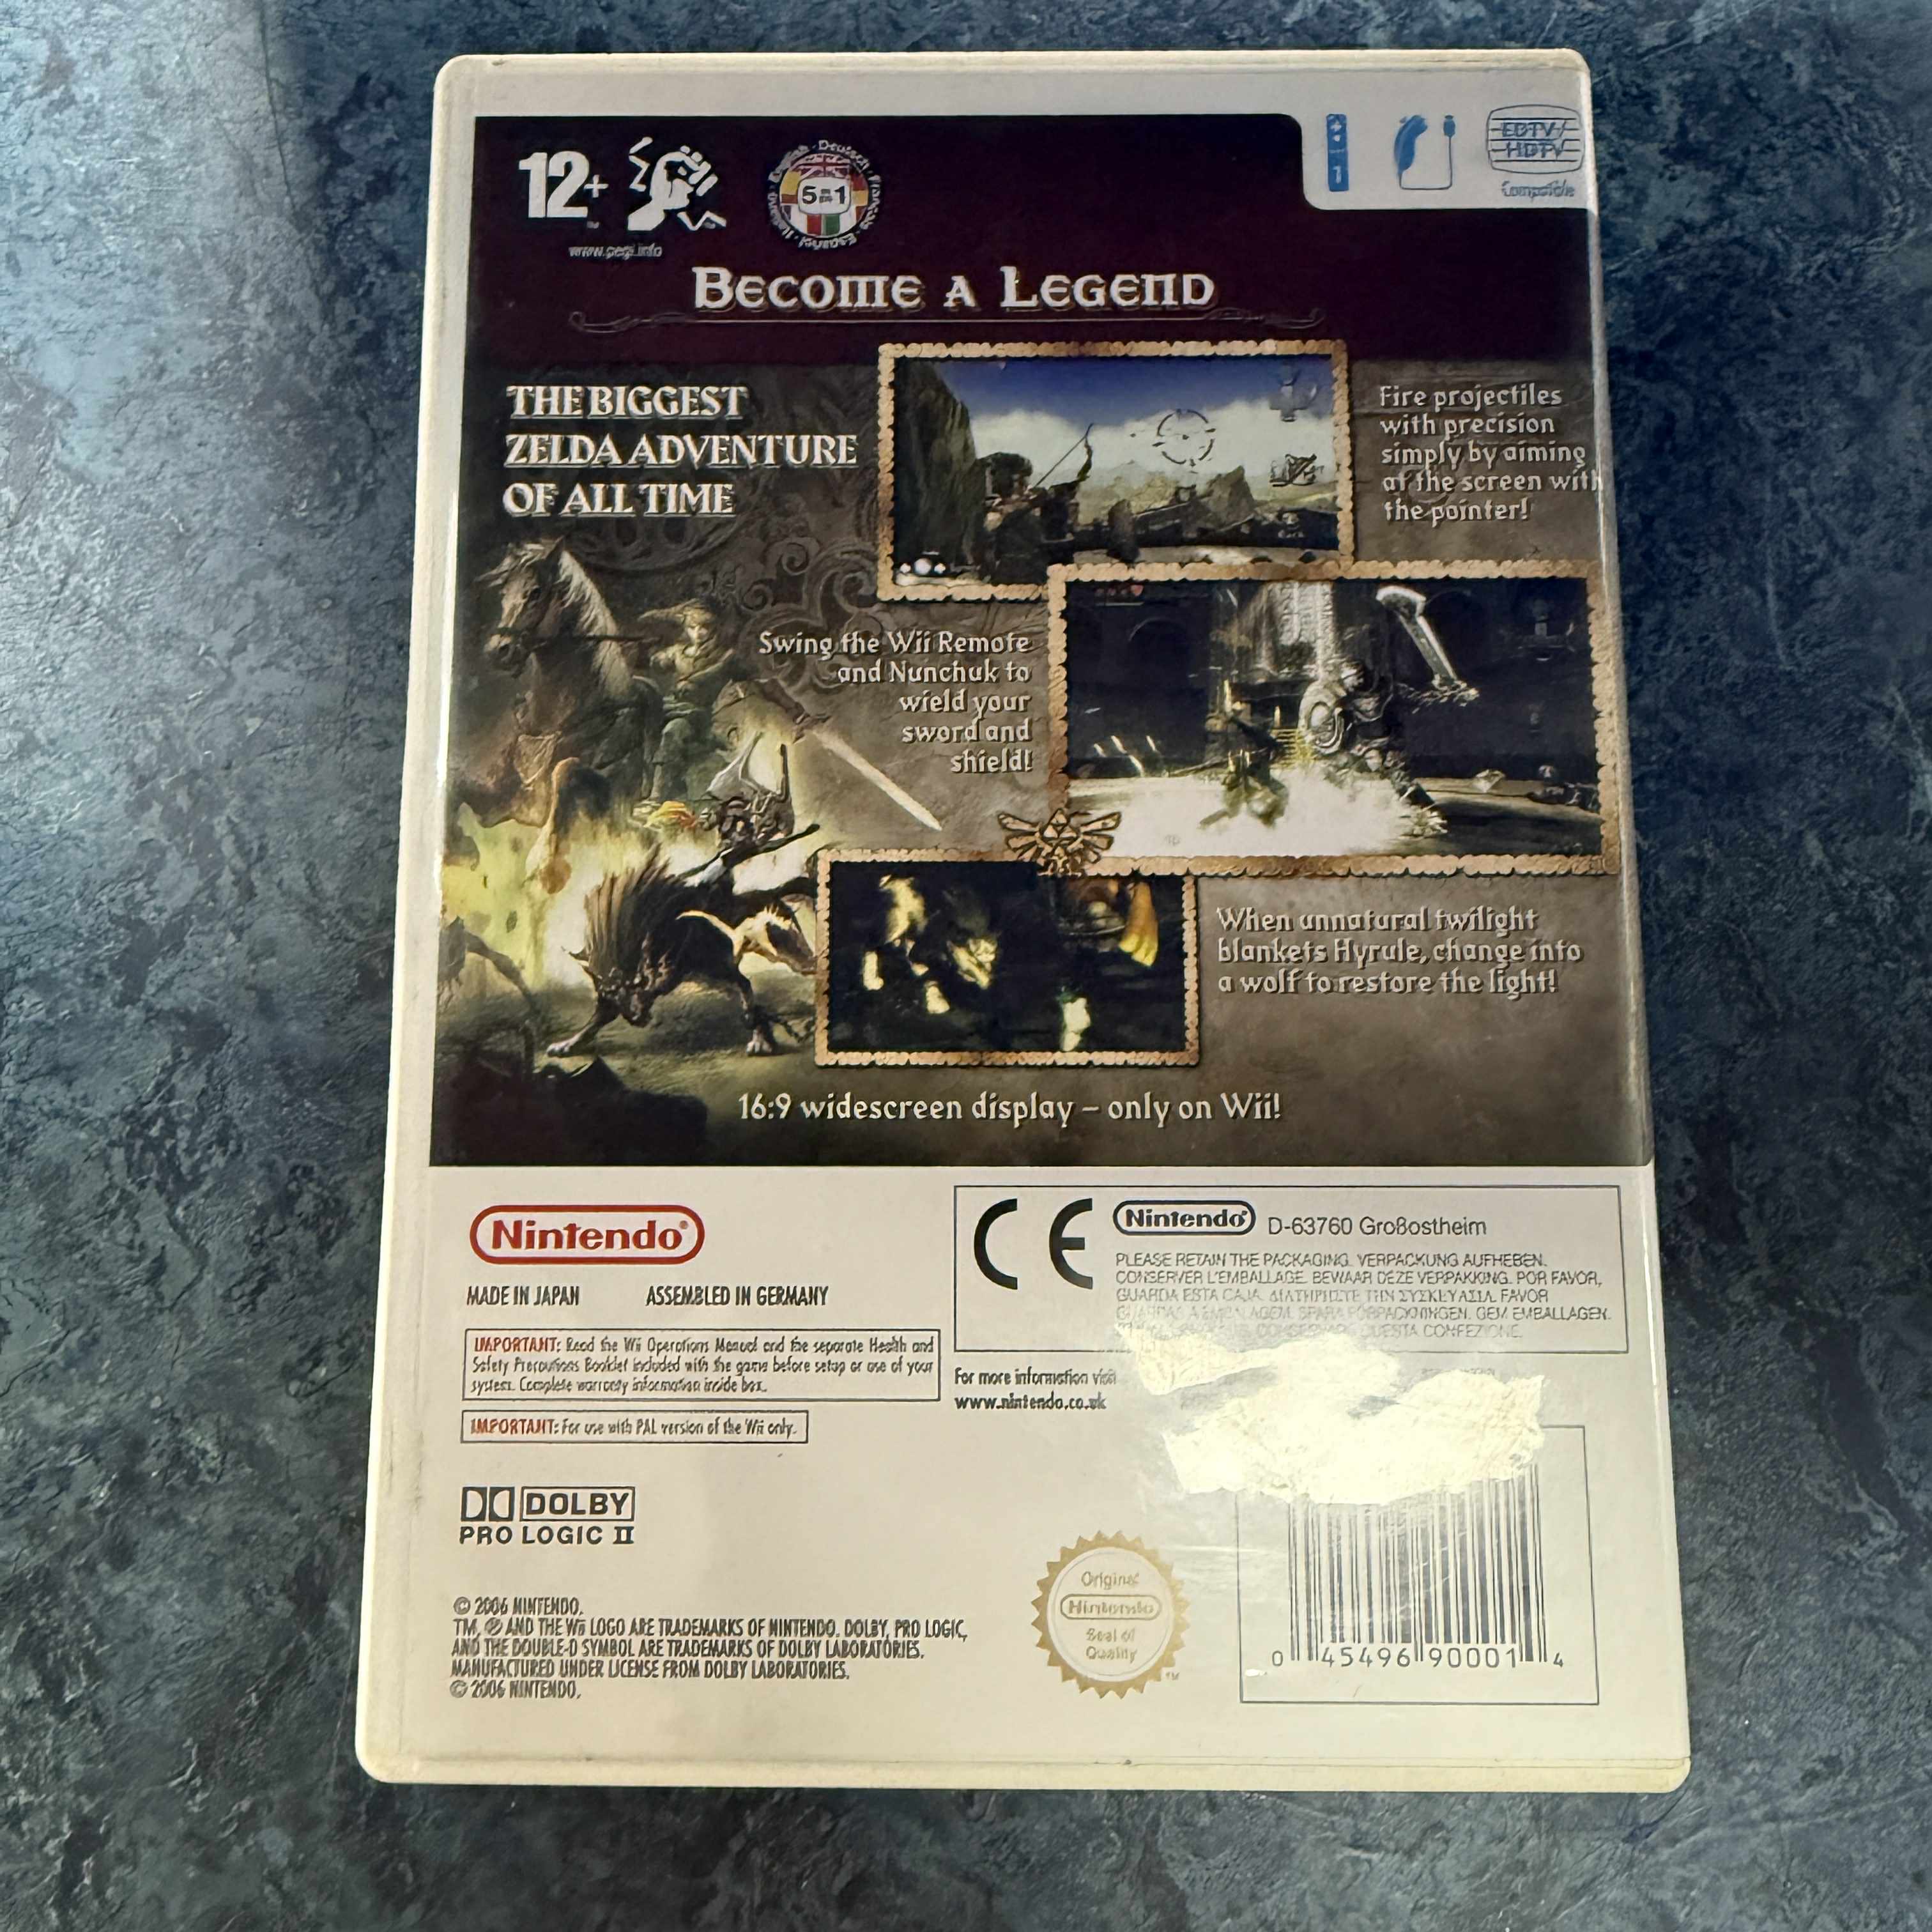 12+
www.pegi.info
English · Deutsch · Français · Español · Italiano
5 in 1
EDTV/
HDTV
Compatible
1
BECOME A LEGEND
THE BIGGEST
ZELDA ADVENTURE
OF ALL TIME
Fire projectiles
with precision
simply by aiming
at the screen with
the pointer!
Swing the Wii Remote
and Nunchuk to
wield your
sword and
shield!
When unnatural twilight
blankets Hyrule, change into
a wolf to restore the light!
16:9 widescreen display – only on Wii!
Nintendo®
MADE IN JAPAN ASSEMBLED IN GERMANY
IMPORTANT: Read the Wii Operations Manual and the separate Health and
Safety Precautions Booklet included with the game before setup or use of your
system. Complete warranty information inside box.
IMPORTANT: For use with PAL version of the Wii only.
DOLBY
PRO LOGIC II
© 2006 NINTENDO.
TM, ® AND THE Wii LOGO ARE TRADEMARKS OF NINTENDO. DOLBY, PRO LOGIC,
AND THE DOUBLE-D SYMBOL ARE TRADEMARKS OF DOLBY LABORATORIES.
MANUFACTURED UNDER LICENSE FROM DOLBY LABORATORIES.
© 2006 NINTENDO.
CE Nintendo® D-63760 Großostheim
PLEASE RETAIN THE PACKAGING. VERPACKUNG AUFHEBEN.
CONSERVER L'EMBALLAGE. BEWAAR DEZE VERPAKKING. POR FAVOR,
GUARDA ESTA CAJA. ΔΙΑΤΗΡΗΣΤΕ ΤΗΝ ΣΥΣΚΕΥΑΣΙΑ. FAVOR
GUARDAR A EMBALAGEM. SPARA FÖRPACKNINGEN. GEM EMBALLAGEN.
CONSERVARE QUESTA CONFEZIONE.
For more information visit
www.nintendo.co.uk
Original
Nintendo
Seal of
Quality
TM
0 45496 90001 4